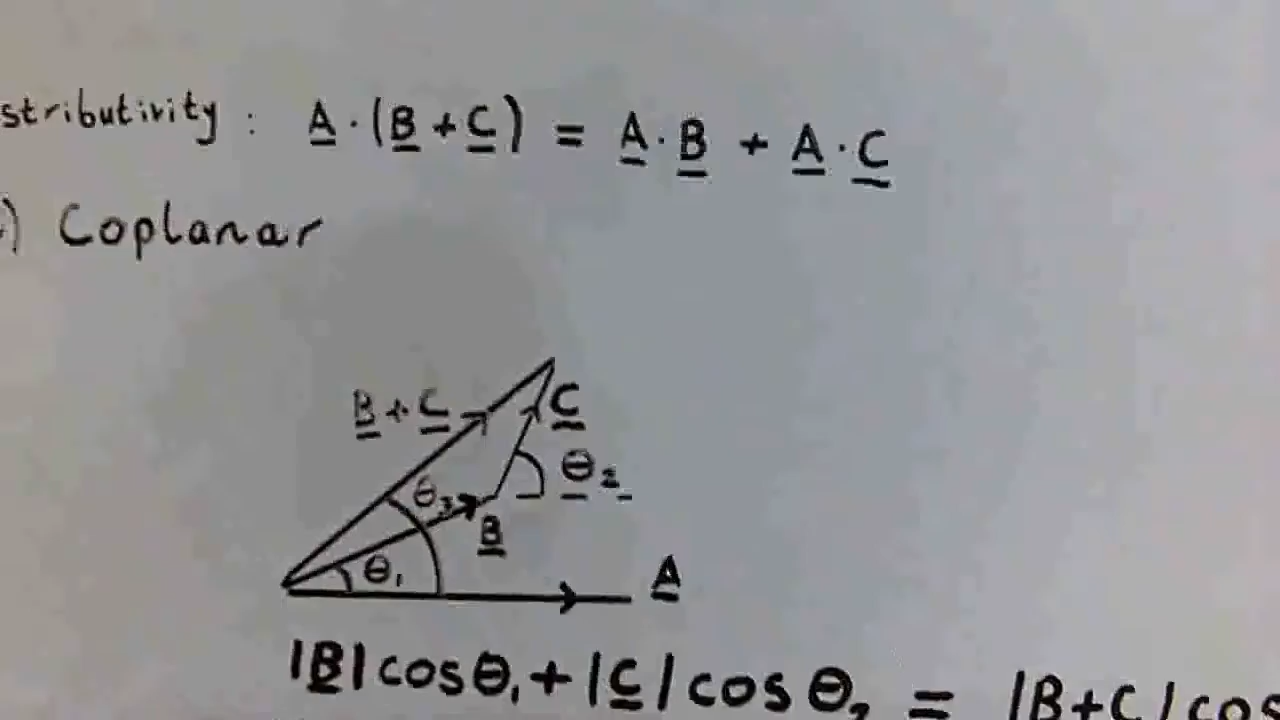 stributivity : A · (B + C) = A · B + A · C
) Coplanar
B + C
C
θ₂
θ₃
B
θ₁
A
|B| cos θ₁ + |C| cos θ₂ = |B+C| cos